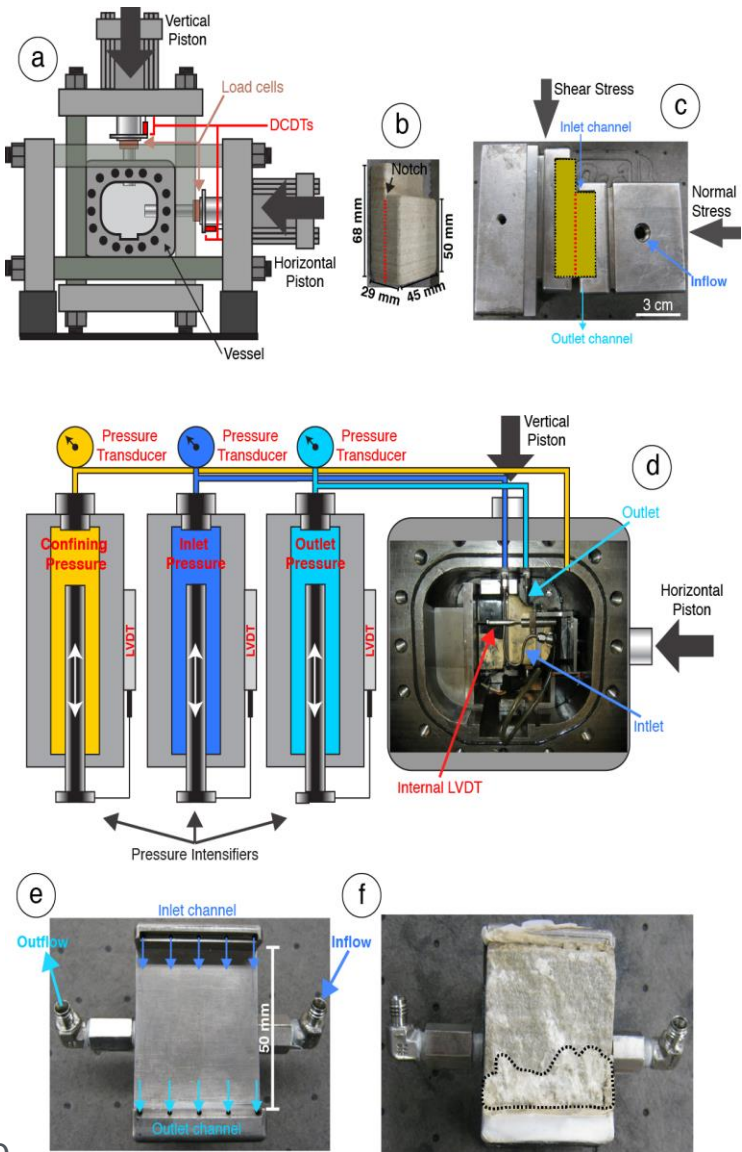 a
Vertical
Piston
Load cells
DCDTs
Horizontal
Piston
Vessel
b
Notch
68 mm
50 mm
29 mm
45 mm
c
Shear Stress
Inlet channel
Normal
Stress
Inflow
3 cm
Outlet channel
d
Pressure
Transducer
Pressure
Transducer
Pressure
Transducer
Vertical
Piston
Confining
Pressure
Inlet
Pressure
Outlet
Pressure
LVDT
LVDT
LVDT
Outlet
Horizontal
Piston
Intlet
Internal LVDT
Pressure Intensifiers
e
Inlet channel
Outflow
Inflow
50 mm
Outlet channel
f